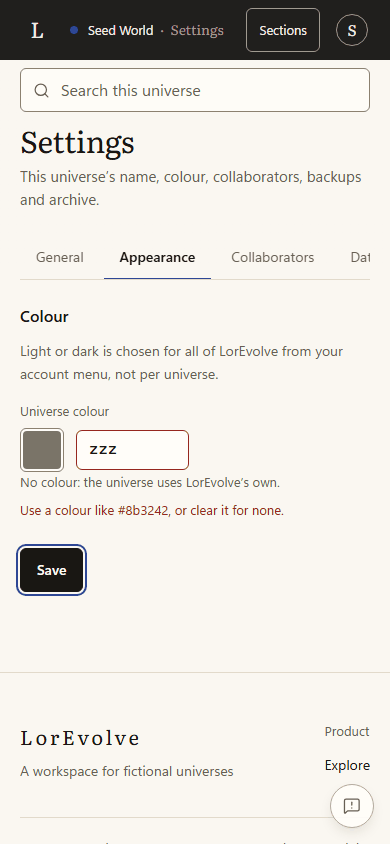 L Seed World · Settings Sections S
Search this universe
Settings
This universe's name, colour, collaborators, backups
and archive.
General Appearance Collaborators
Colour
Light or dark is chosen for all of LorEvolve from your
account menu, not per universe.
Universe colour
zzz
No colour: the universe uses LorEvolve's own.
Use a colour like #8b3242, or clear it for none.
Save
LorEvolve
Product
A workspace for fictional universes
Explore